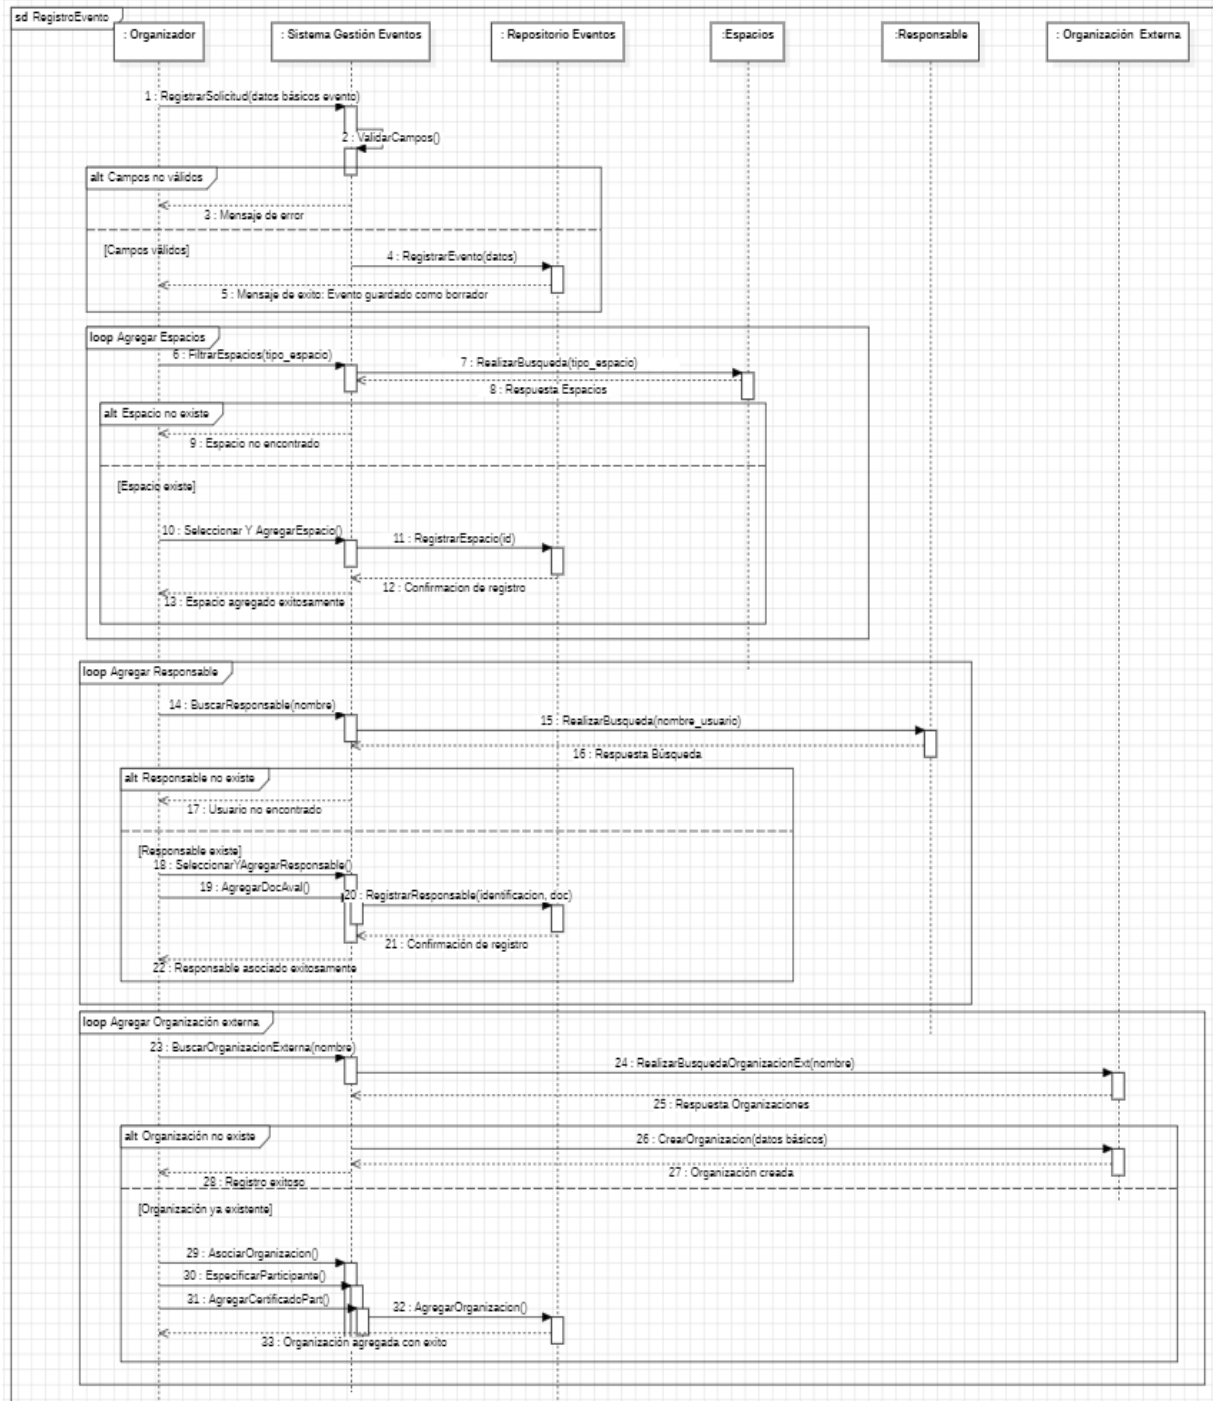 sd RegistroEvento
: Organizador
: Sistema Gestión Eventos
: Repositorio Eventos
:Espacios
:Responsable
: Organización Externa
1 : RegistrarSolicitud(datos básicos evento)
2 : ValidarCampos()
alt Campos no válidos
3 : Mensaje de error
[Campos válidos]
4 : RegistrarEvento(datos)
5 : Mensaje de exito: Evento guardado como borrador
loop Agregar Espacios
6 : FiltrarEspacios(tipo_espacio)
7 : RealizarBusqueda(tipo_espacio)
8 : Respuesta Espacios
alt Espacio no existe
9 : Espacio no encontrado
[Espacio existe]
10 : Seleccionar Y AgregarEspacio()
11 : RegistrarEspacio(id)
12 : Confirmacion de registro
13 : Espacio agregado exitosamente
loop Agregar Responsable
14 : BuscarResponsable(nombre)
15 : RealizarBusqueda(nombre_usuario)
16 : Respuesta Búsqueda
alt Responsable no existe
17 : Usuario no encontrado
[Responsable existe]
18 : SeleccionarYAgregarResponsable()
19 : AgregarDocAval()
20 : RegistrarResponsable(identificacion, doc)
21 : Confirmación de registro
22 : Responsable asociado exitosamente
loop Agregar Organización externa
23 : BuscarOrganizacionExterna(nombre)
24 : RealizarBusquedaOrganizacionExt(nombre)
25 : Respuesta Organizaciones
alt Organización no existe
26 : CrearOrganizacion(datos básicos)
27 : Organización creada
28 : Registro exitoso
[Organización ya existente]
29 : AsociarOrganizacion()
30 : EspecificarParticipante()
31 : AgregarCertificadoPart()
32 : AgregarOrganizacion()
33 : Organización agregada con exito